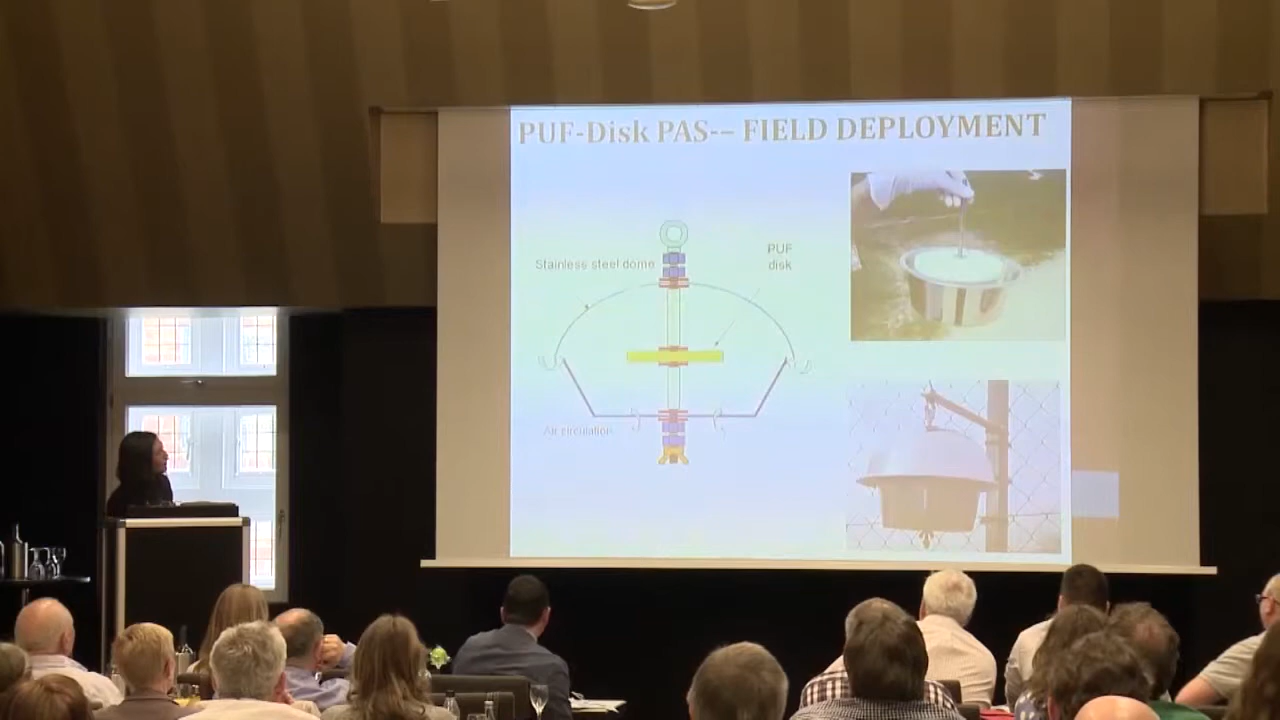 PUF-Disk PAS-- FIELD DEPLOYMENT
Stainless steel dome
PUF
disk
Air circulation